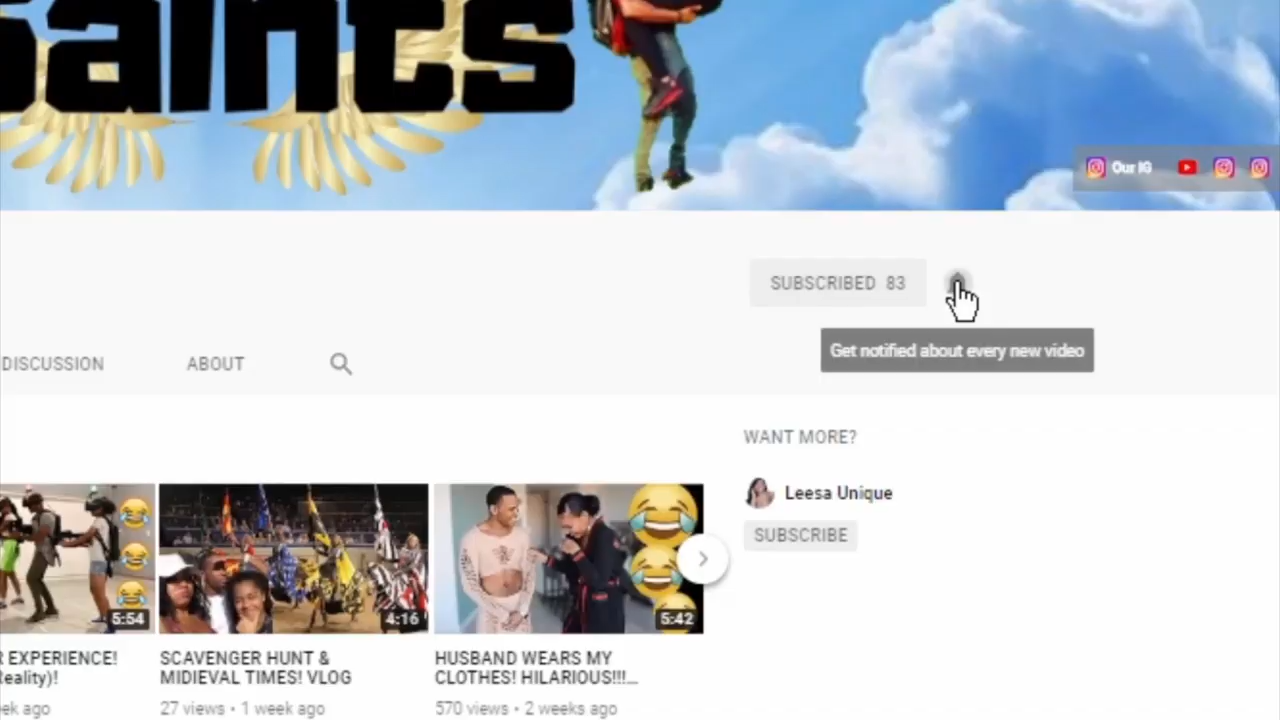 Saints
Our IG
SUBSCRIBED 83
Get notified about every new video
DISCUSSION ABOUT
WANT MORE?
Leesa Unique
SUBSCRIBE
5:54
4:16
5:42
EXPERIENCE!
SCAVENGER HUNT &
MIDIEVAL TIMES! VLOG
HUSBAND WEARS MY
CLOTHES! HILARIOUS!!!...
eality)!
ek ago
27 views • 1 week ago
570 views • 2 weeks ago